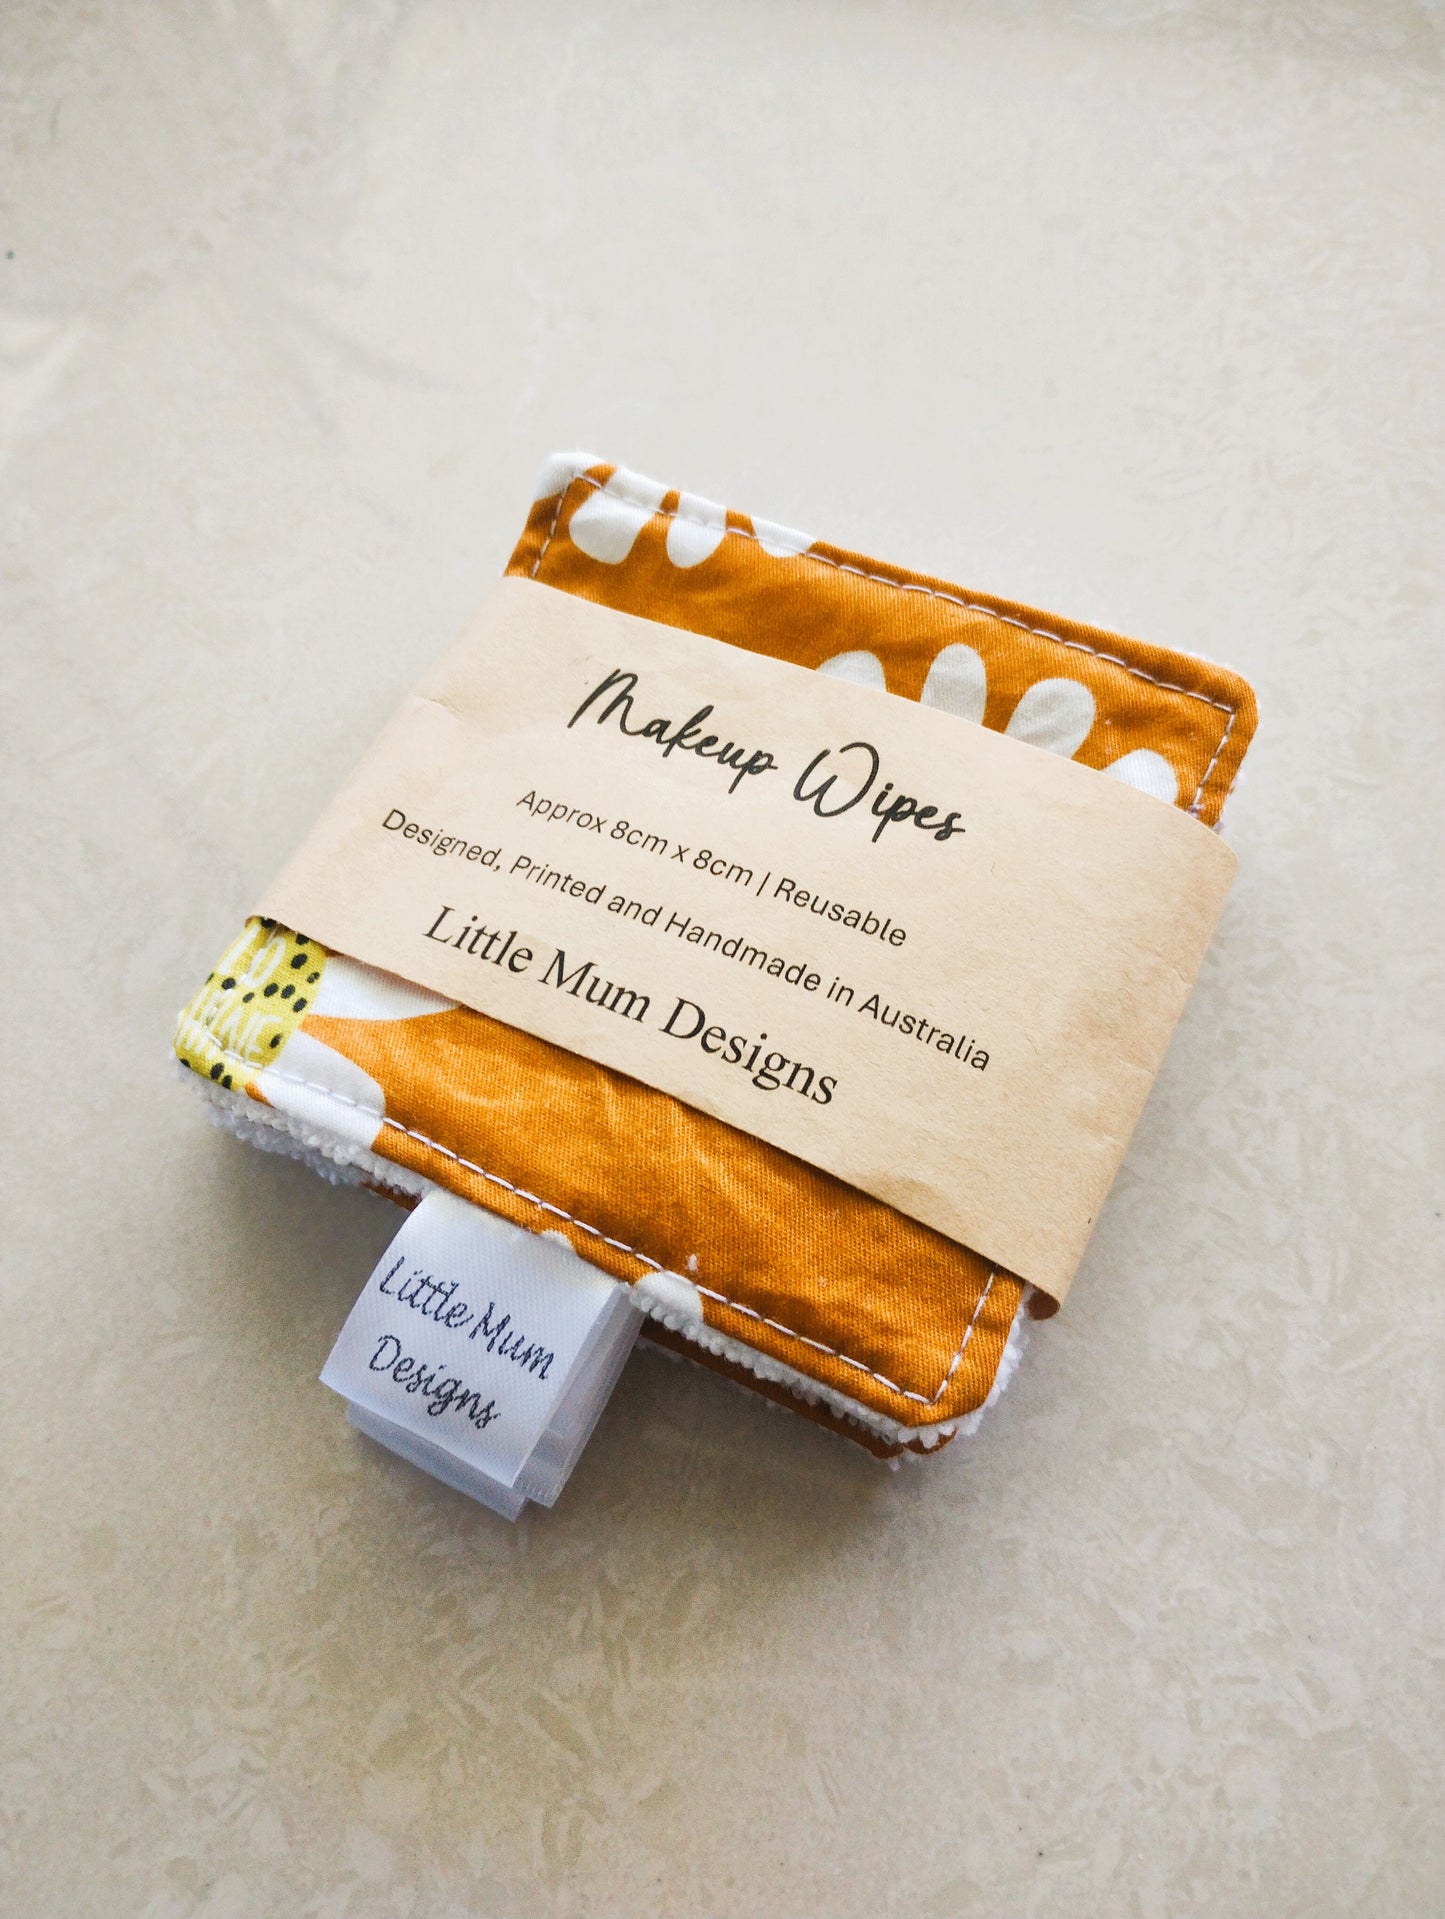 Makeup Wipes
Approx 8cm x 8cm | Reusable
Designed, Printed and Handmade in Australia
Little Mum Designs
Little Mum
Designs